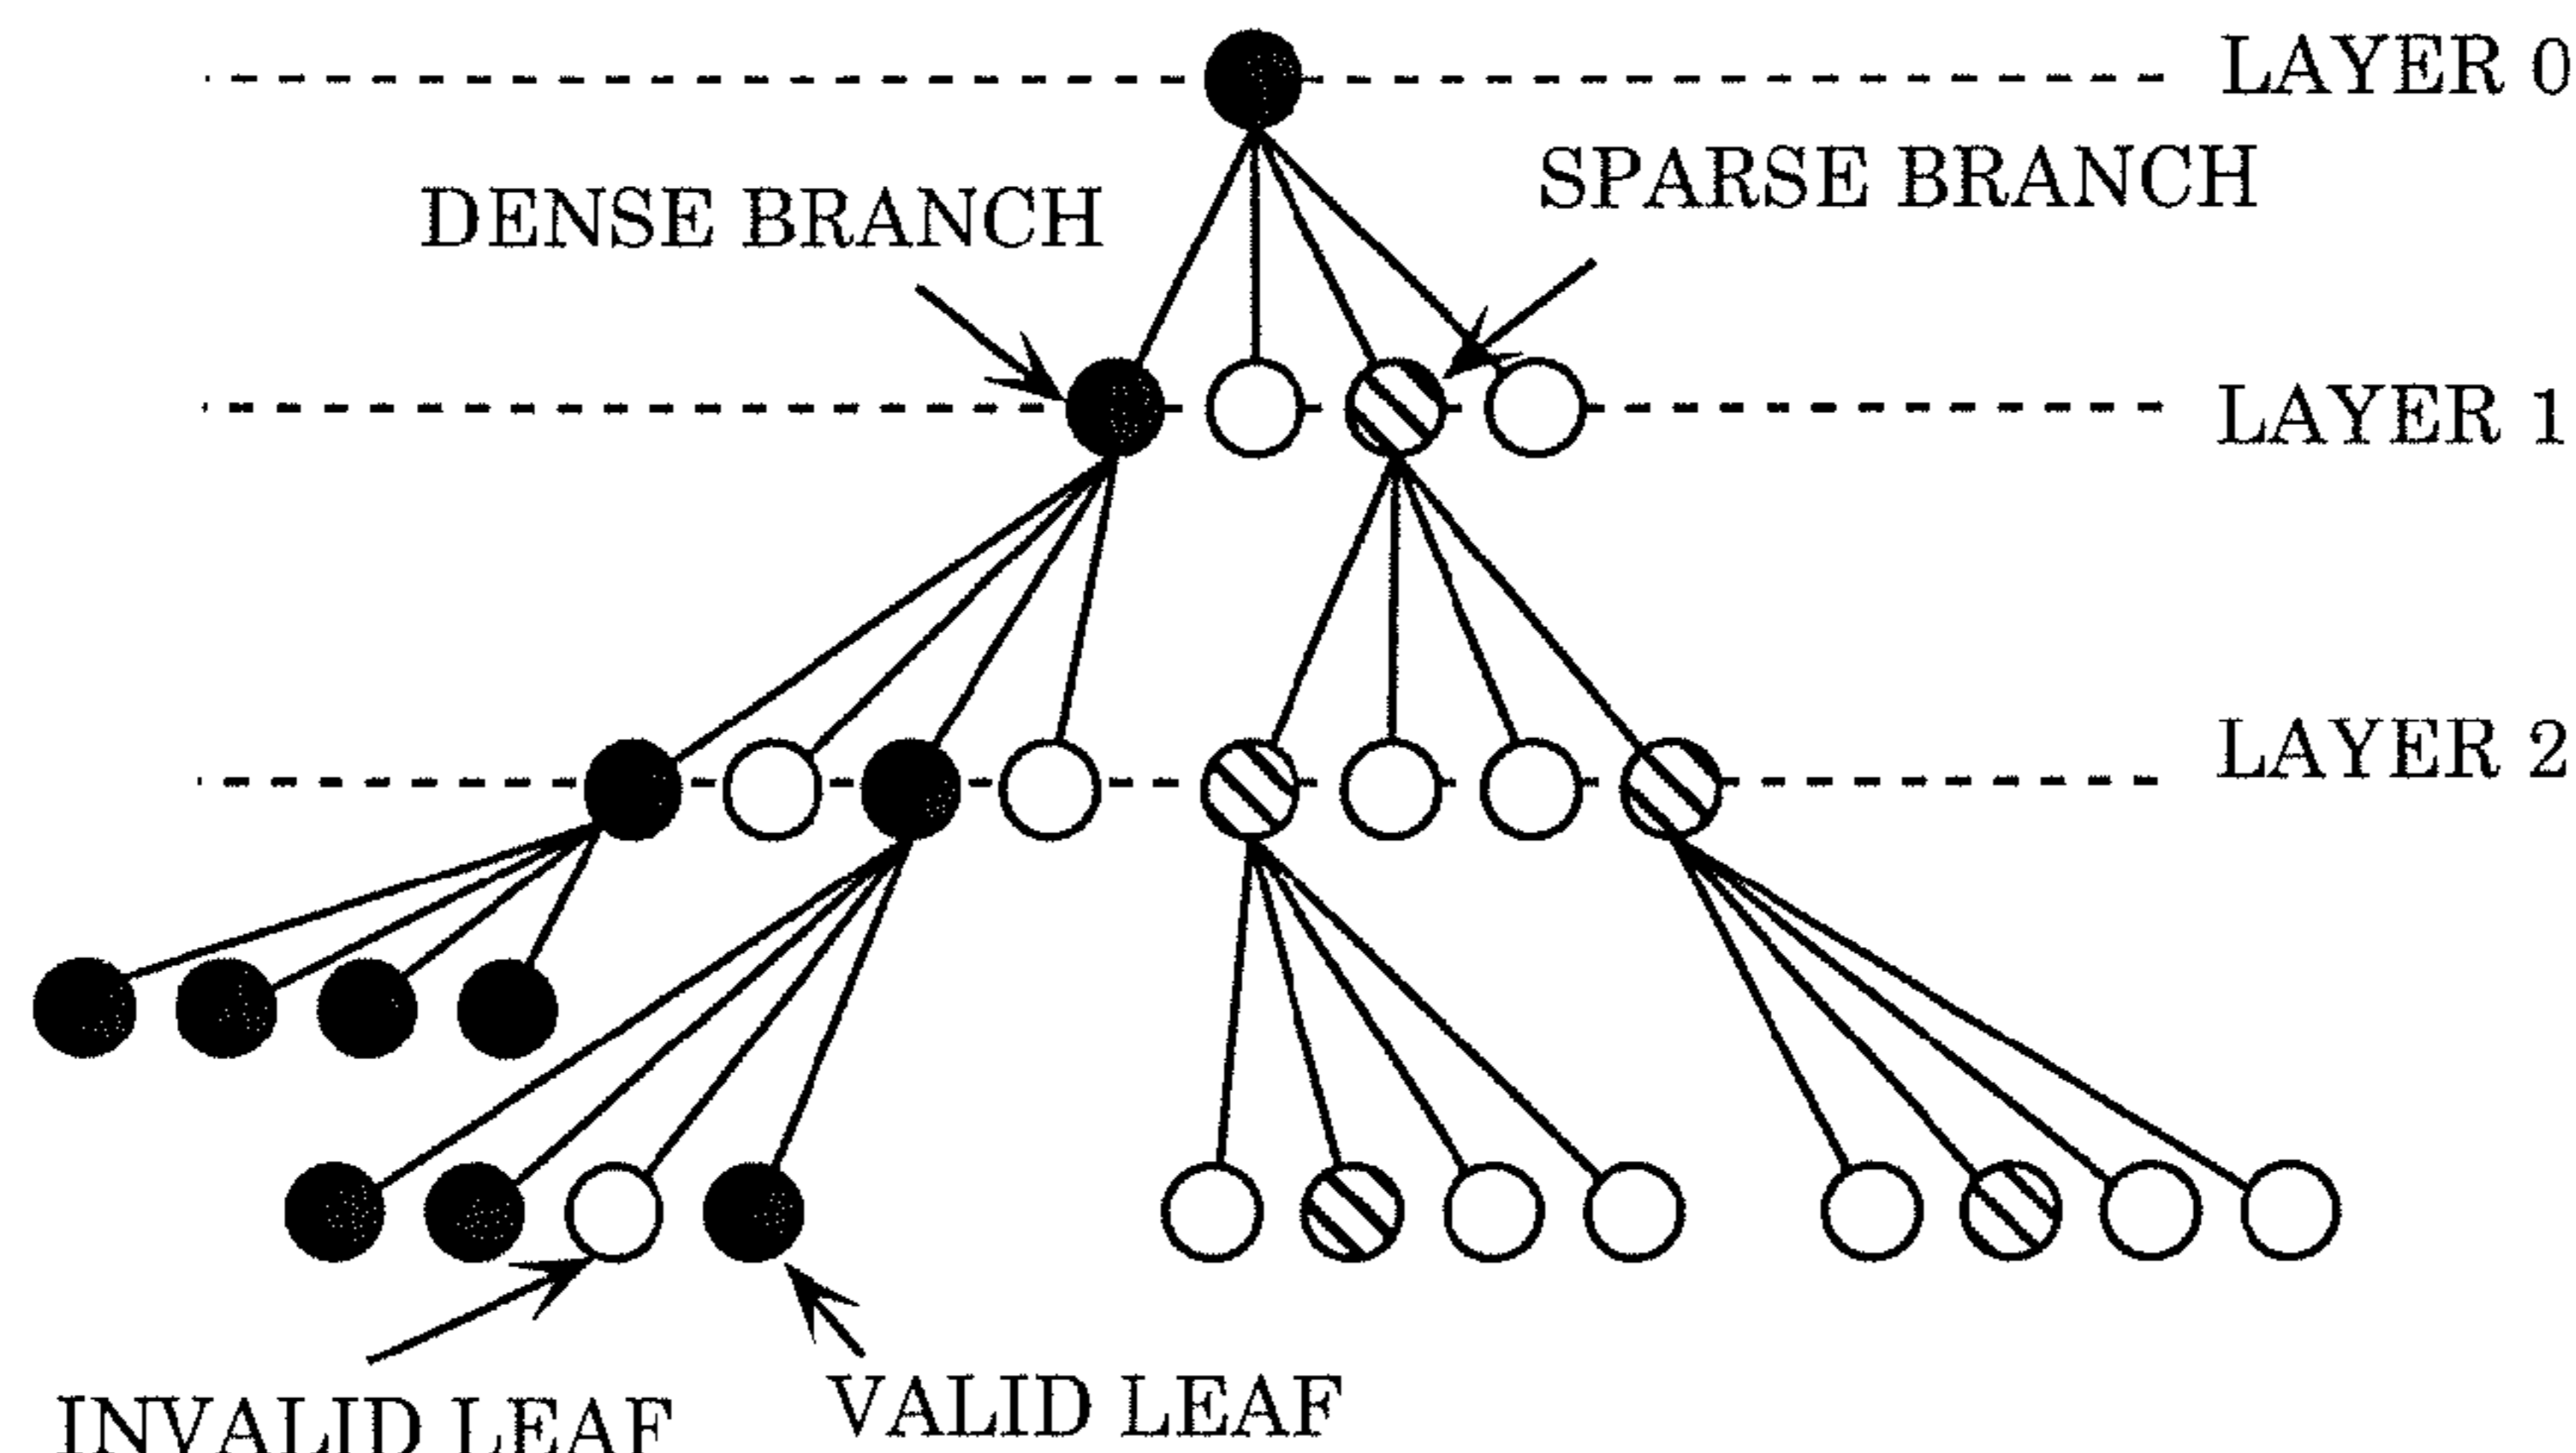 LAYER 0
SPARSE BRANCH
DENSE BRANCH
LAYER 1
LAYER 2
INVALID LEAF
VALID LEAF